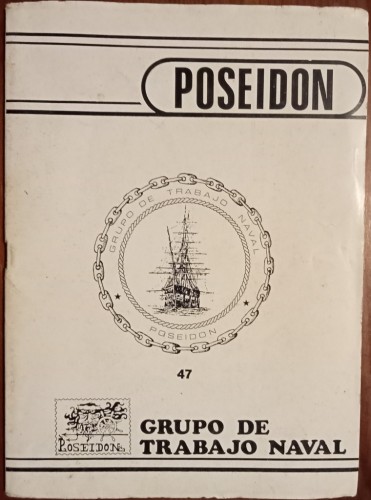 POSEIDON
GRUPO DE TRABAJO NAVAL
POSEIDON
47
POSEIDON
GRUPO DE
TRABAJO NAVAL